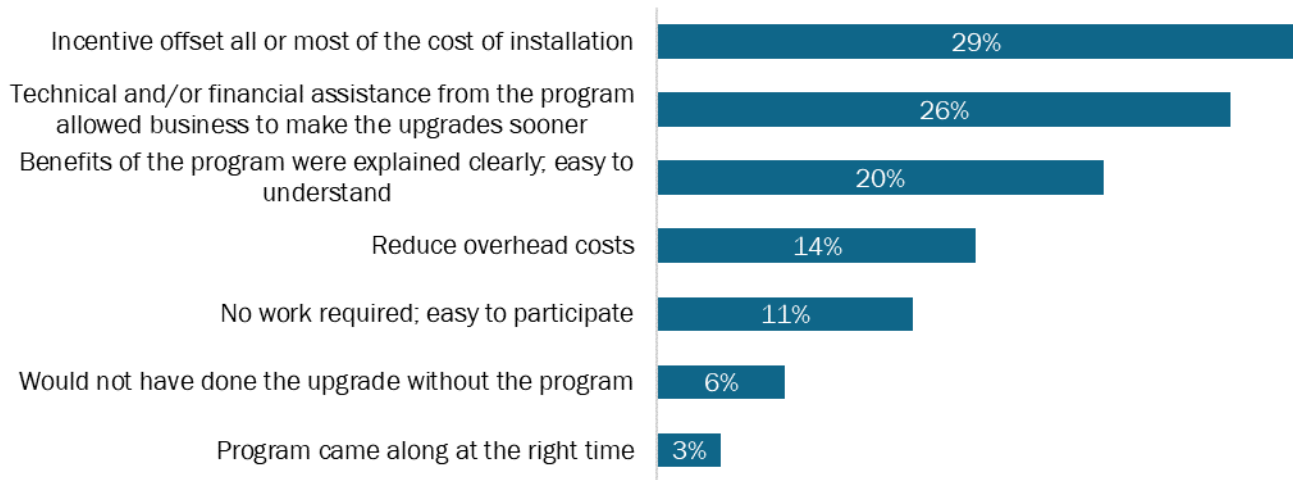 Incentive offset all or most of the cost of installation
29%
Technical and/or financial assistance from the program
allowed business to make the upgrades sooner
26%
Benefits of the program were explained clearly; easy to
understand
20%
Reduce overhead costs
14%
No work required; easy to participate
11%
Would not have done the upgrade without the program
6%
Program came along at the right time
3%